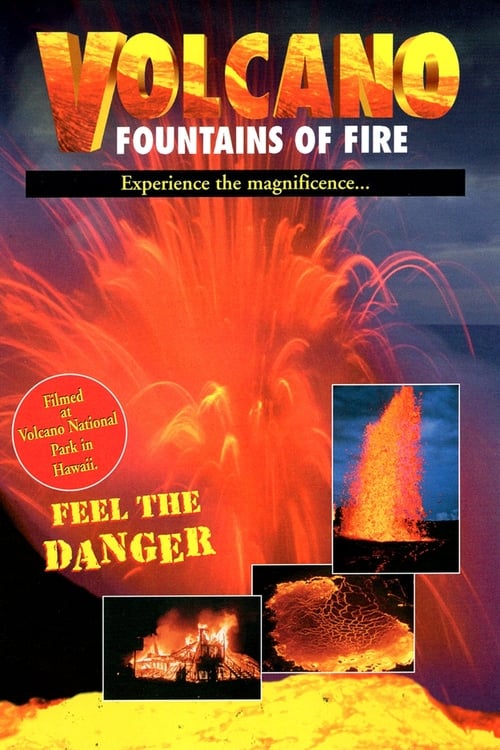 VOLCANO
FOUNTAINS OF FIRE
Experience the magnificence...
Filmed
at
Volcano National
Park in
Hawaii.
FEEL THE
DANGER